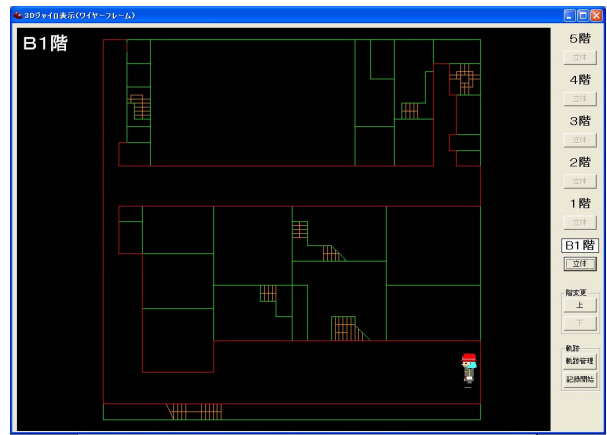 3Dジャイロ表示(ワイヤーフレーム)
B1階
5階
立体
4階
立体
3階
立体
2階
立体
1階
立体
B1階
立体
階変更
上
下
軌跡
軌跡管理
記録開始